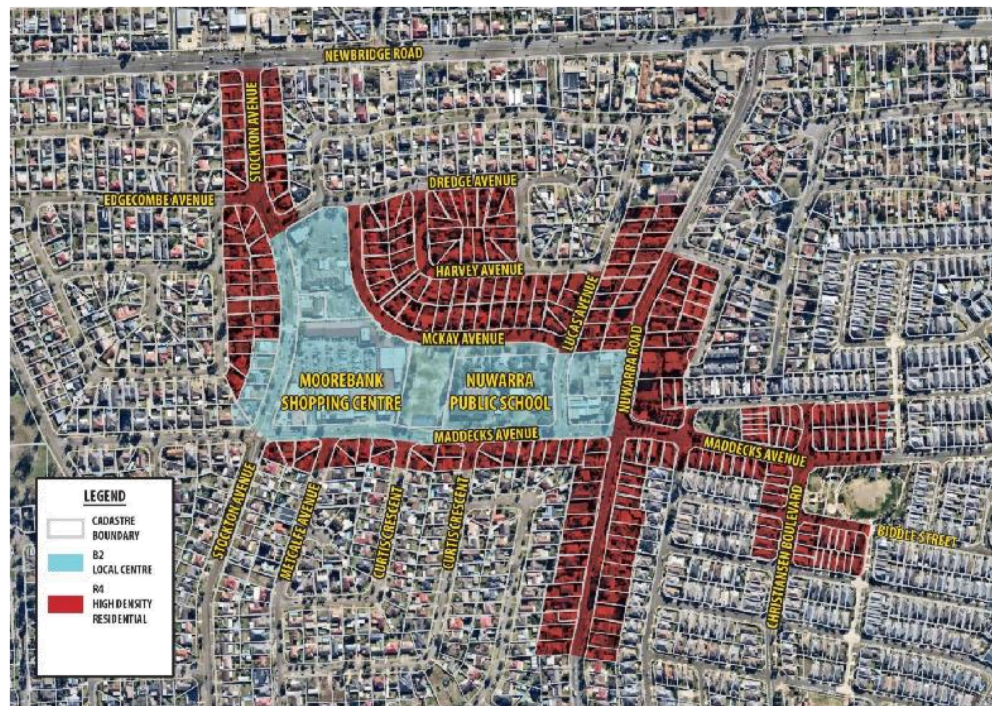 NEWBRIDGE ROAD
STOCKTON AVENUE
DREDGE AVENUE
EDGECOMBE AVENUE
HARVEY AVENUE
LUCAS AVENUE
MCKAY AVENUE
NUWARRA ROAD
MOOREBANK
SHOPPING CENTRE
NUWARRA
PUBLIC SCHOOL
MADDECKS AVENUE
MADDECKS AVENUE
STOCKTON AVENUE
METCALFE AVENUE
CURTIS CRESCENT
CURTIS CRESCENT
CHRISTIANSEN BOULEVARD
BIDDLE STREET
LEGEND
CADASTRE
BOUNDARY
B2
LOCAL CENTRE
R4
HIGH DENSITY
RESIDENTIAL